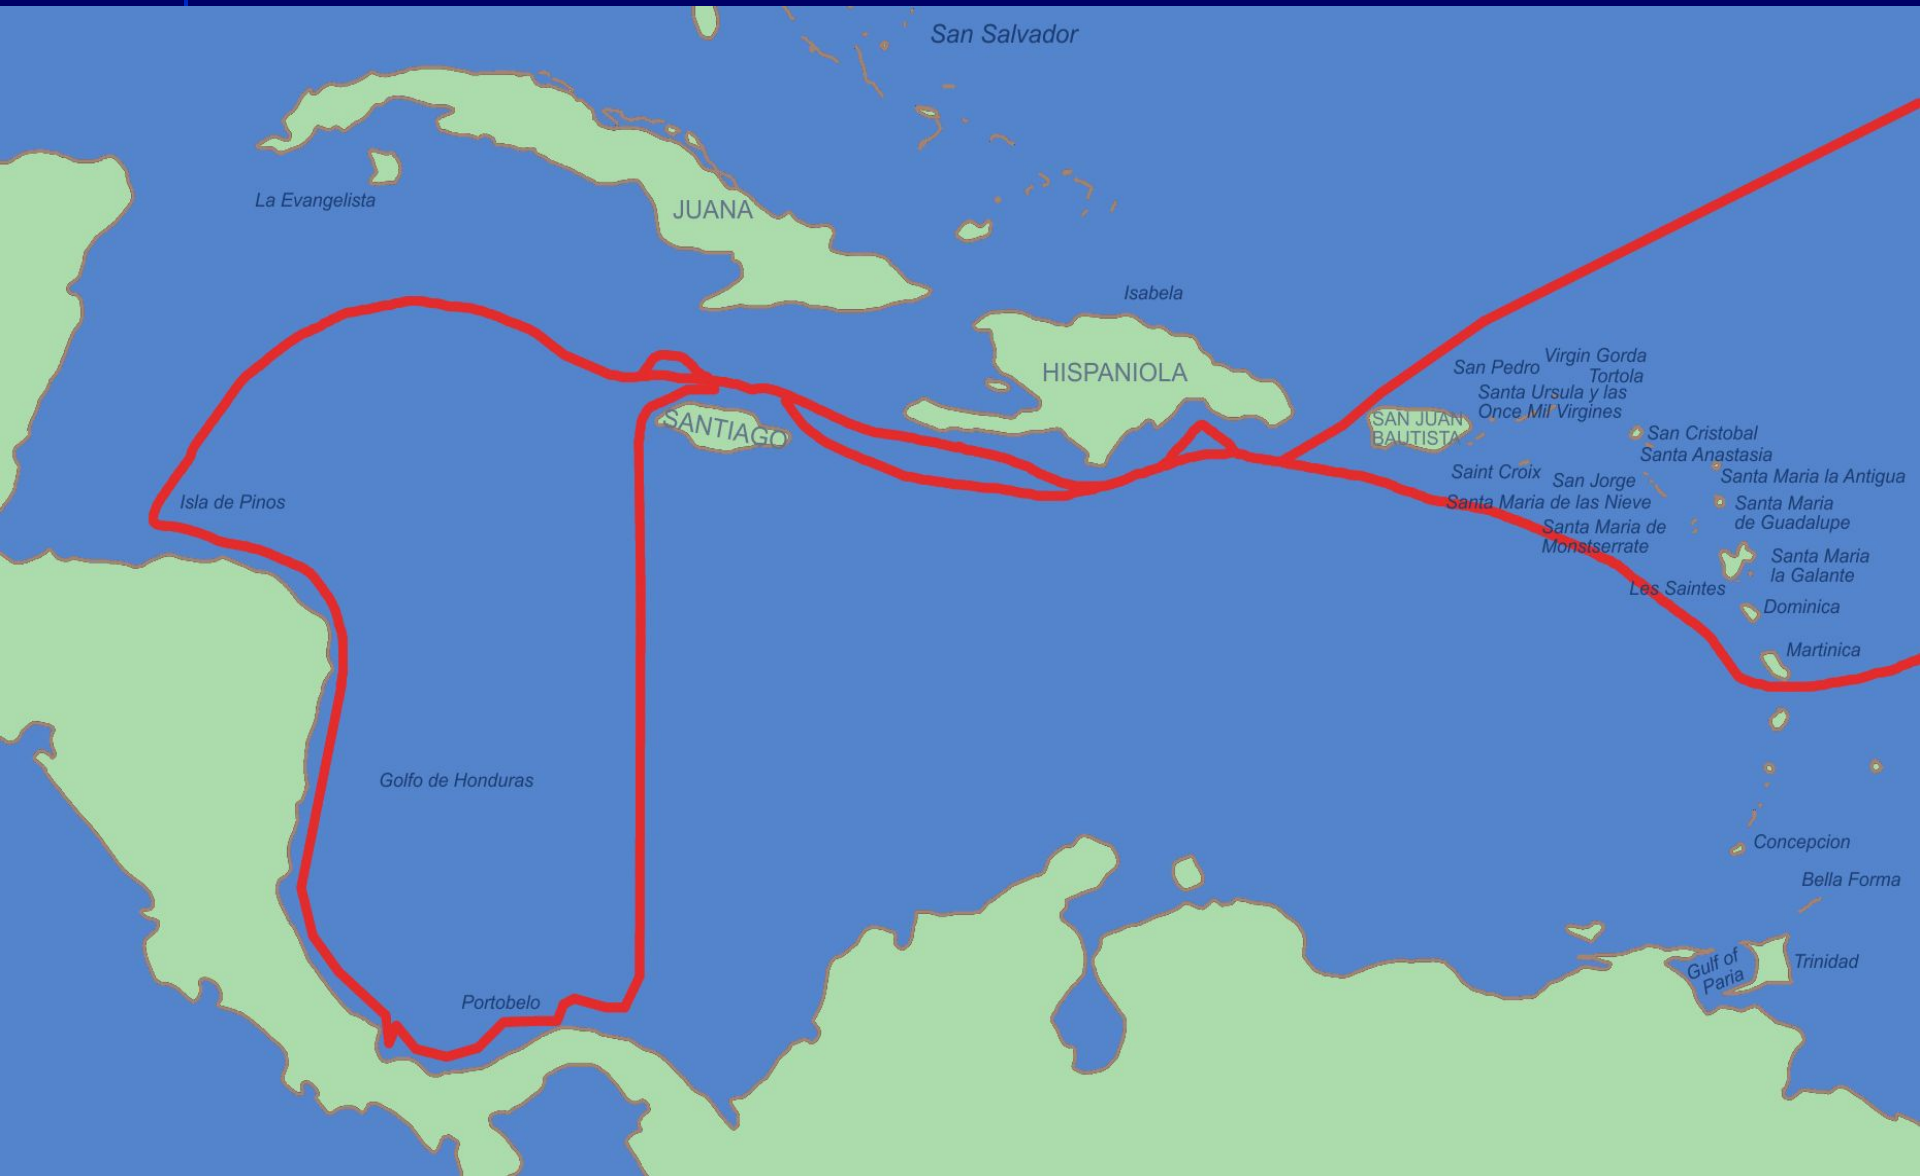 San Salvador
La Evangelista
JUANA
Isabela
HISPANIOLA
SANTIAGO
SAN JUAN
BAUTISTA
San Pedro
Virgin Gorda
Tortola
Santa Ursula y las
Once Mil Virgines
San Cristobal
Santa Anastasia
Saint Croix
San Jorge
Santa Maria la Antigua
Santa Maria de las Nieve
Santa Maria
de Guadalupe
Santa Maria de
Monstserrate
Santa Maria
la Galante
Les Saintes
Dominica
Martinica
Isla de Pinos
Golfo de Honduras
Portobelo
Concepcion
Bella Forma
Gulf of
Paria
Trinidad